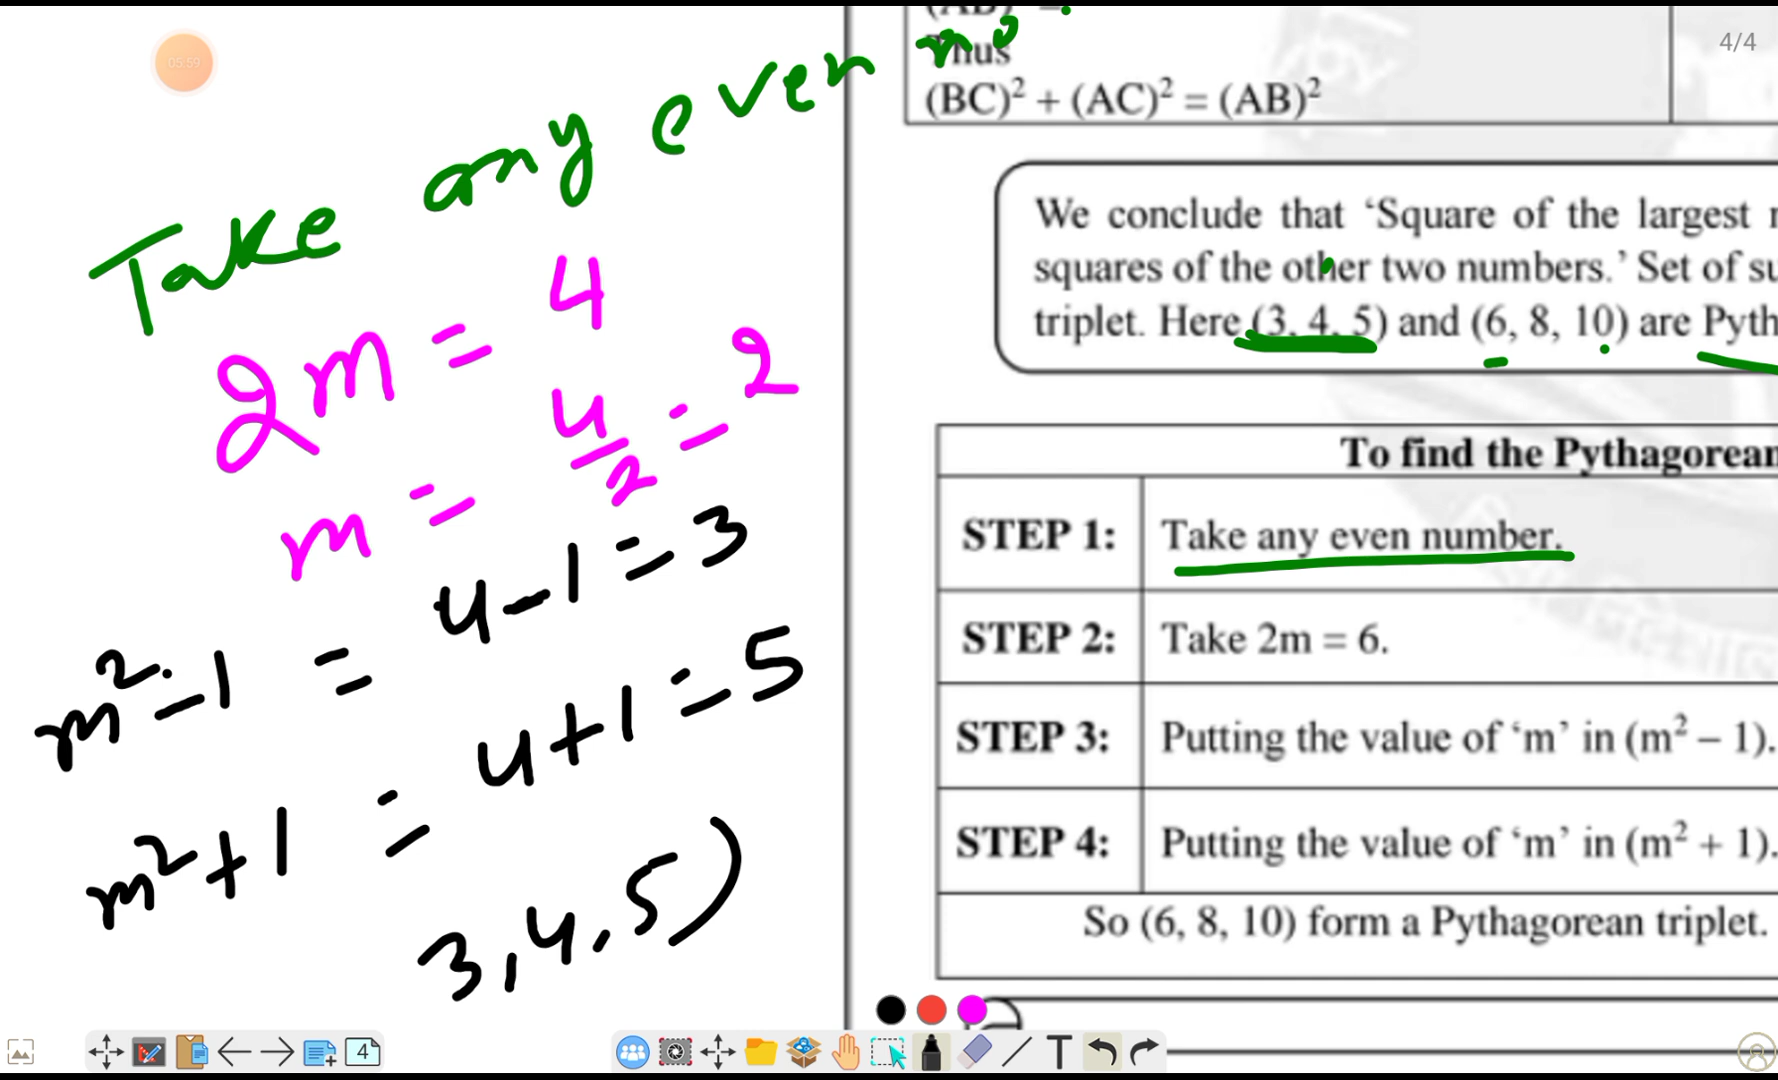 05:59
4/4
Take any even no
2m = 4
m = 4/2 = 2
m²-1 = 4-1=3
m²+1 = 4+1=5
3,4,5)
Thus
(BC)² + (AC)² = (AB)²
We conclude that ‘Square of the largest
squares of the other two numbers.’ Set of su
triplet. Here (3, 4, 5) and (6, 8, 10) are Pyth
To find the Pythagorean
STEP 1: Take any even number.
STEP 2: Take 2m = 6.
STEP 3: Putting the value of ‘m’ in (m² – 1).
STEP 4: Putting the value of ‘m’ in (m² + 1).
So (6, 8, 10) form a Pythagorean triplet.
4
T